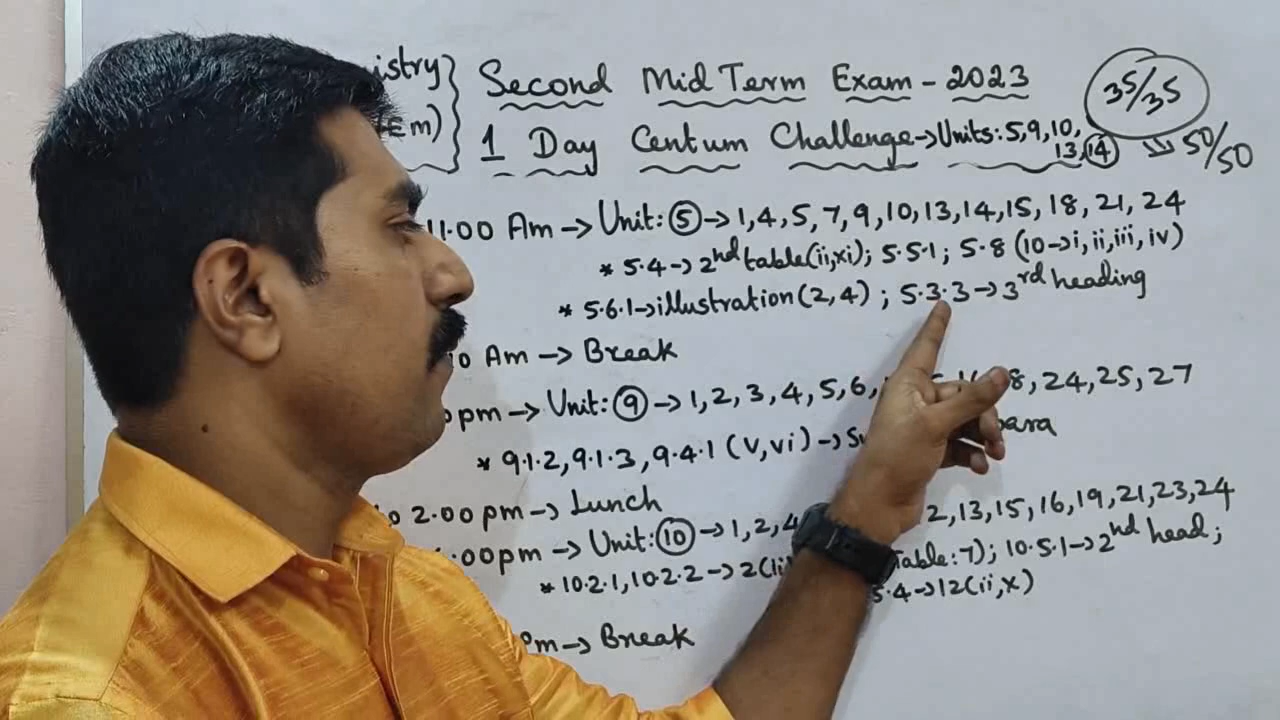 istry} Second Mid Term Exam - 2023 35/35
Em) 1 Day Centum Challenge → Units: 5, 9, 10, 13, 14 50/50
11.00 Am → Unit: 5 → 1, 4, 5, 7, 9, 10, 13, 14, 15, 18, 21, 24
* 5.4 → 2nd table (ii, xi); 5.5.1; 5.8 (10 → i, ii, iii, iv)
* 5.6.1 → illustration (2, 4); 5.3.3 → 3rd heading
10 Am → Break
pm → Unit: 9 → 1, 2, 3, 4, 5, 6, 8, 24, 25, 27
* 9.1.2, 9.1.3, 9.4.1 (v, vi) → para
2.00 pm → Lunch
.00 pm → Unit: 10 → 1, 2, 4 2, 13, 15, 16, 19, 21, 23, 24
* 10.2.1, 10.2.2 → 2 Table: 7); 10.5.1 → 2nd head;
5.4 → 12 (ii, x)
pm → Break